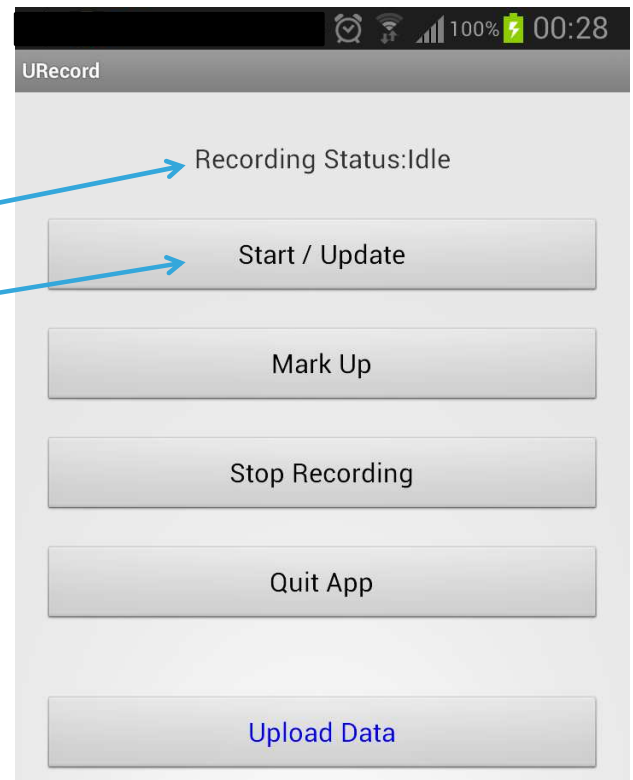 100% 00:28
URecord
Recording Status:Idle
Start / Update
Mark Up
Stop Recording
Quit App
Upload Data